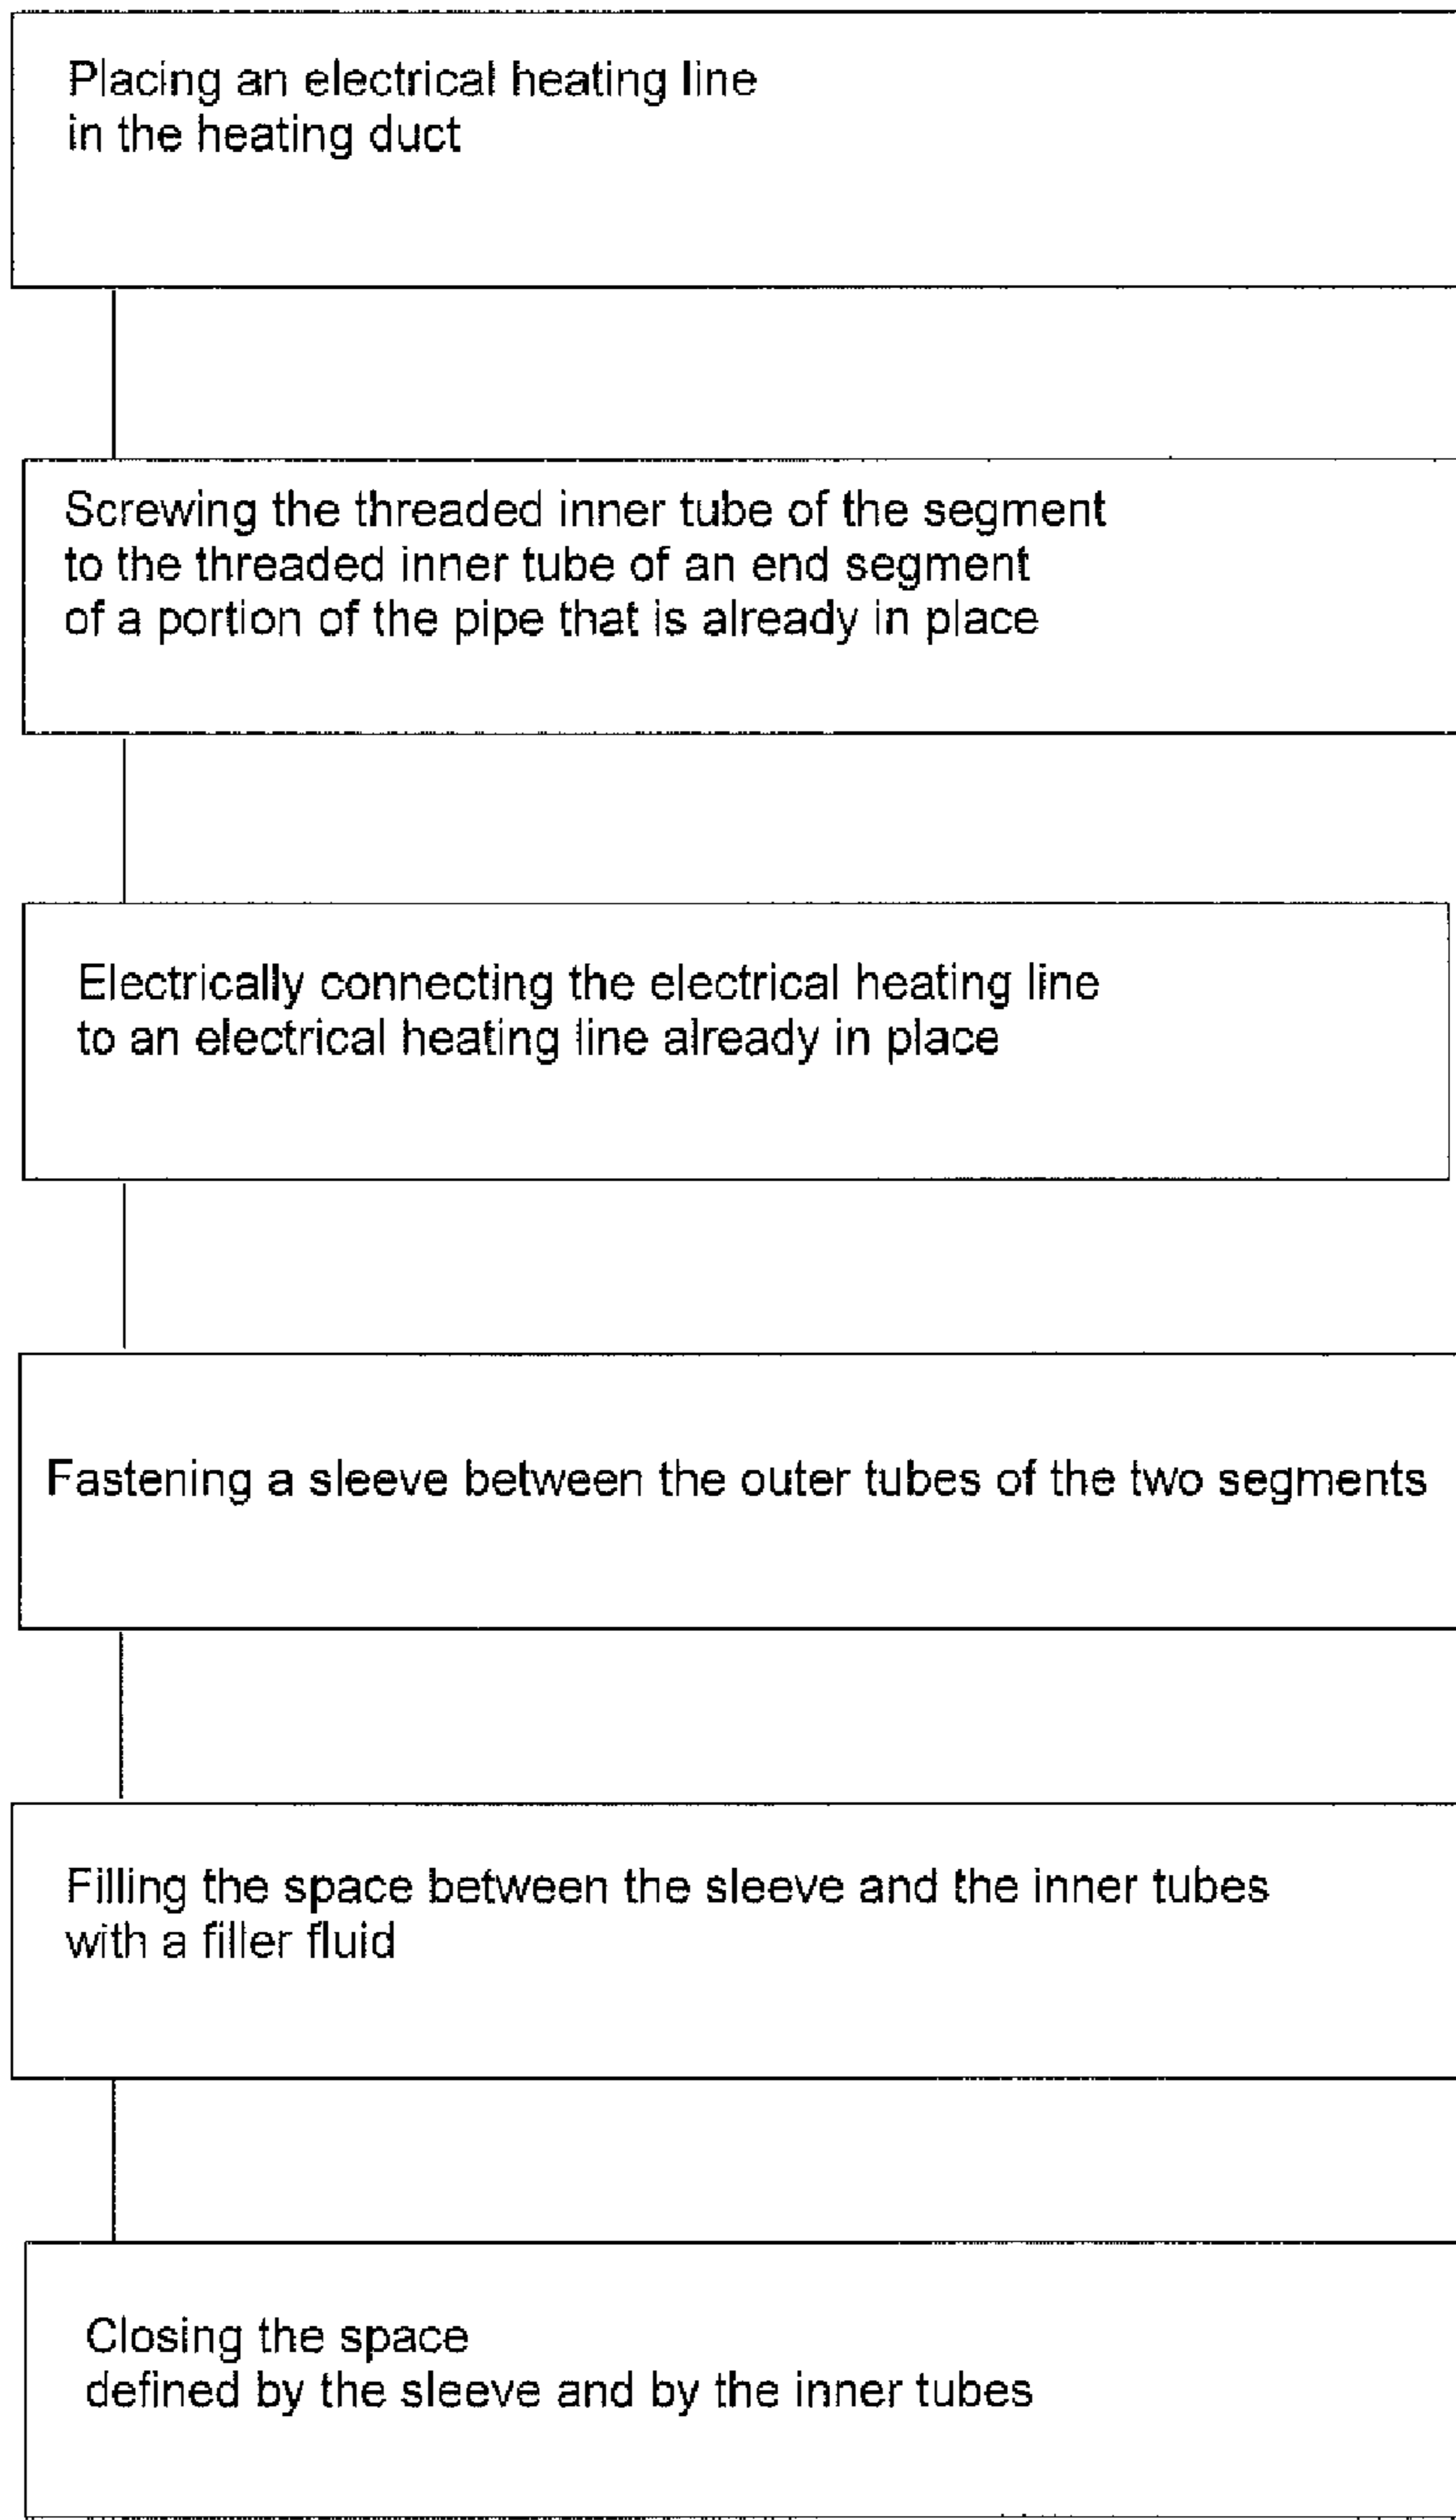 Placing an electrical heating line
in the heating duct
Screwing the threaded inner tube of the segment
to the threaded inner tube of an end segment
of a portion of the pipe that is already in place
Electrically connecting the electrical heating line
to an electrical heating line already in place
Fastening a sleeve between the outer tubes of the two segments
Filling the space between the sleeve and the inner tubes
with a filler fluid
Closing the space
defined by the sleeve and by the inner tubes